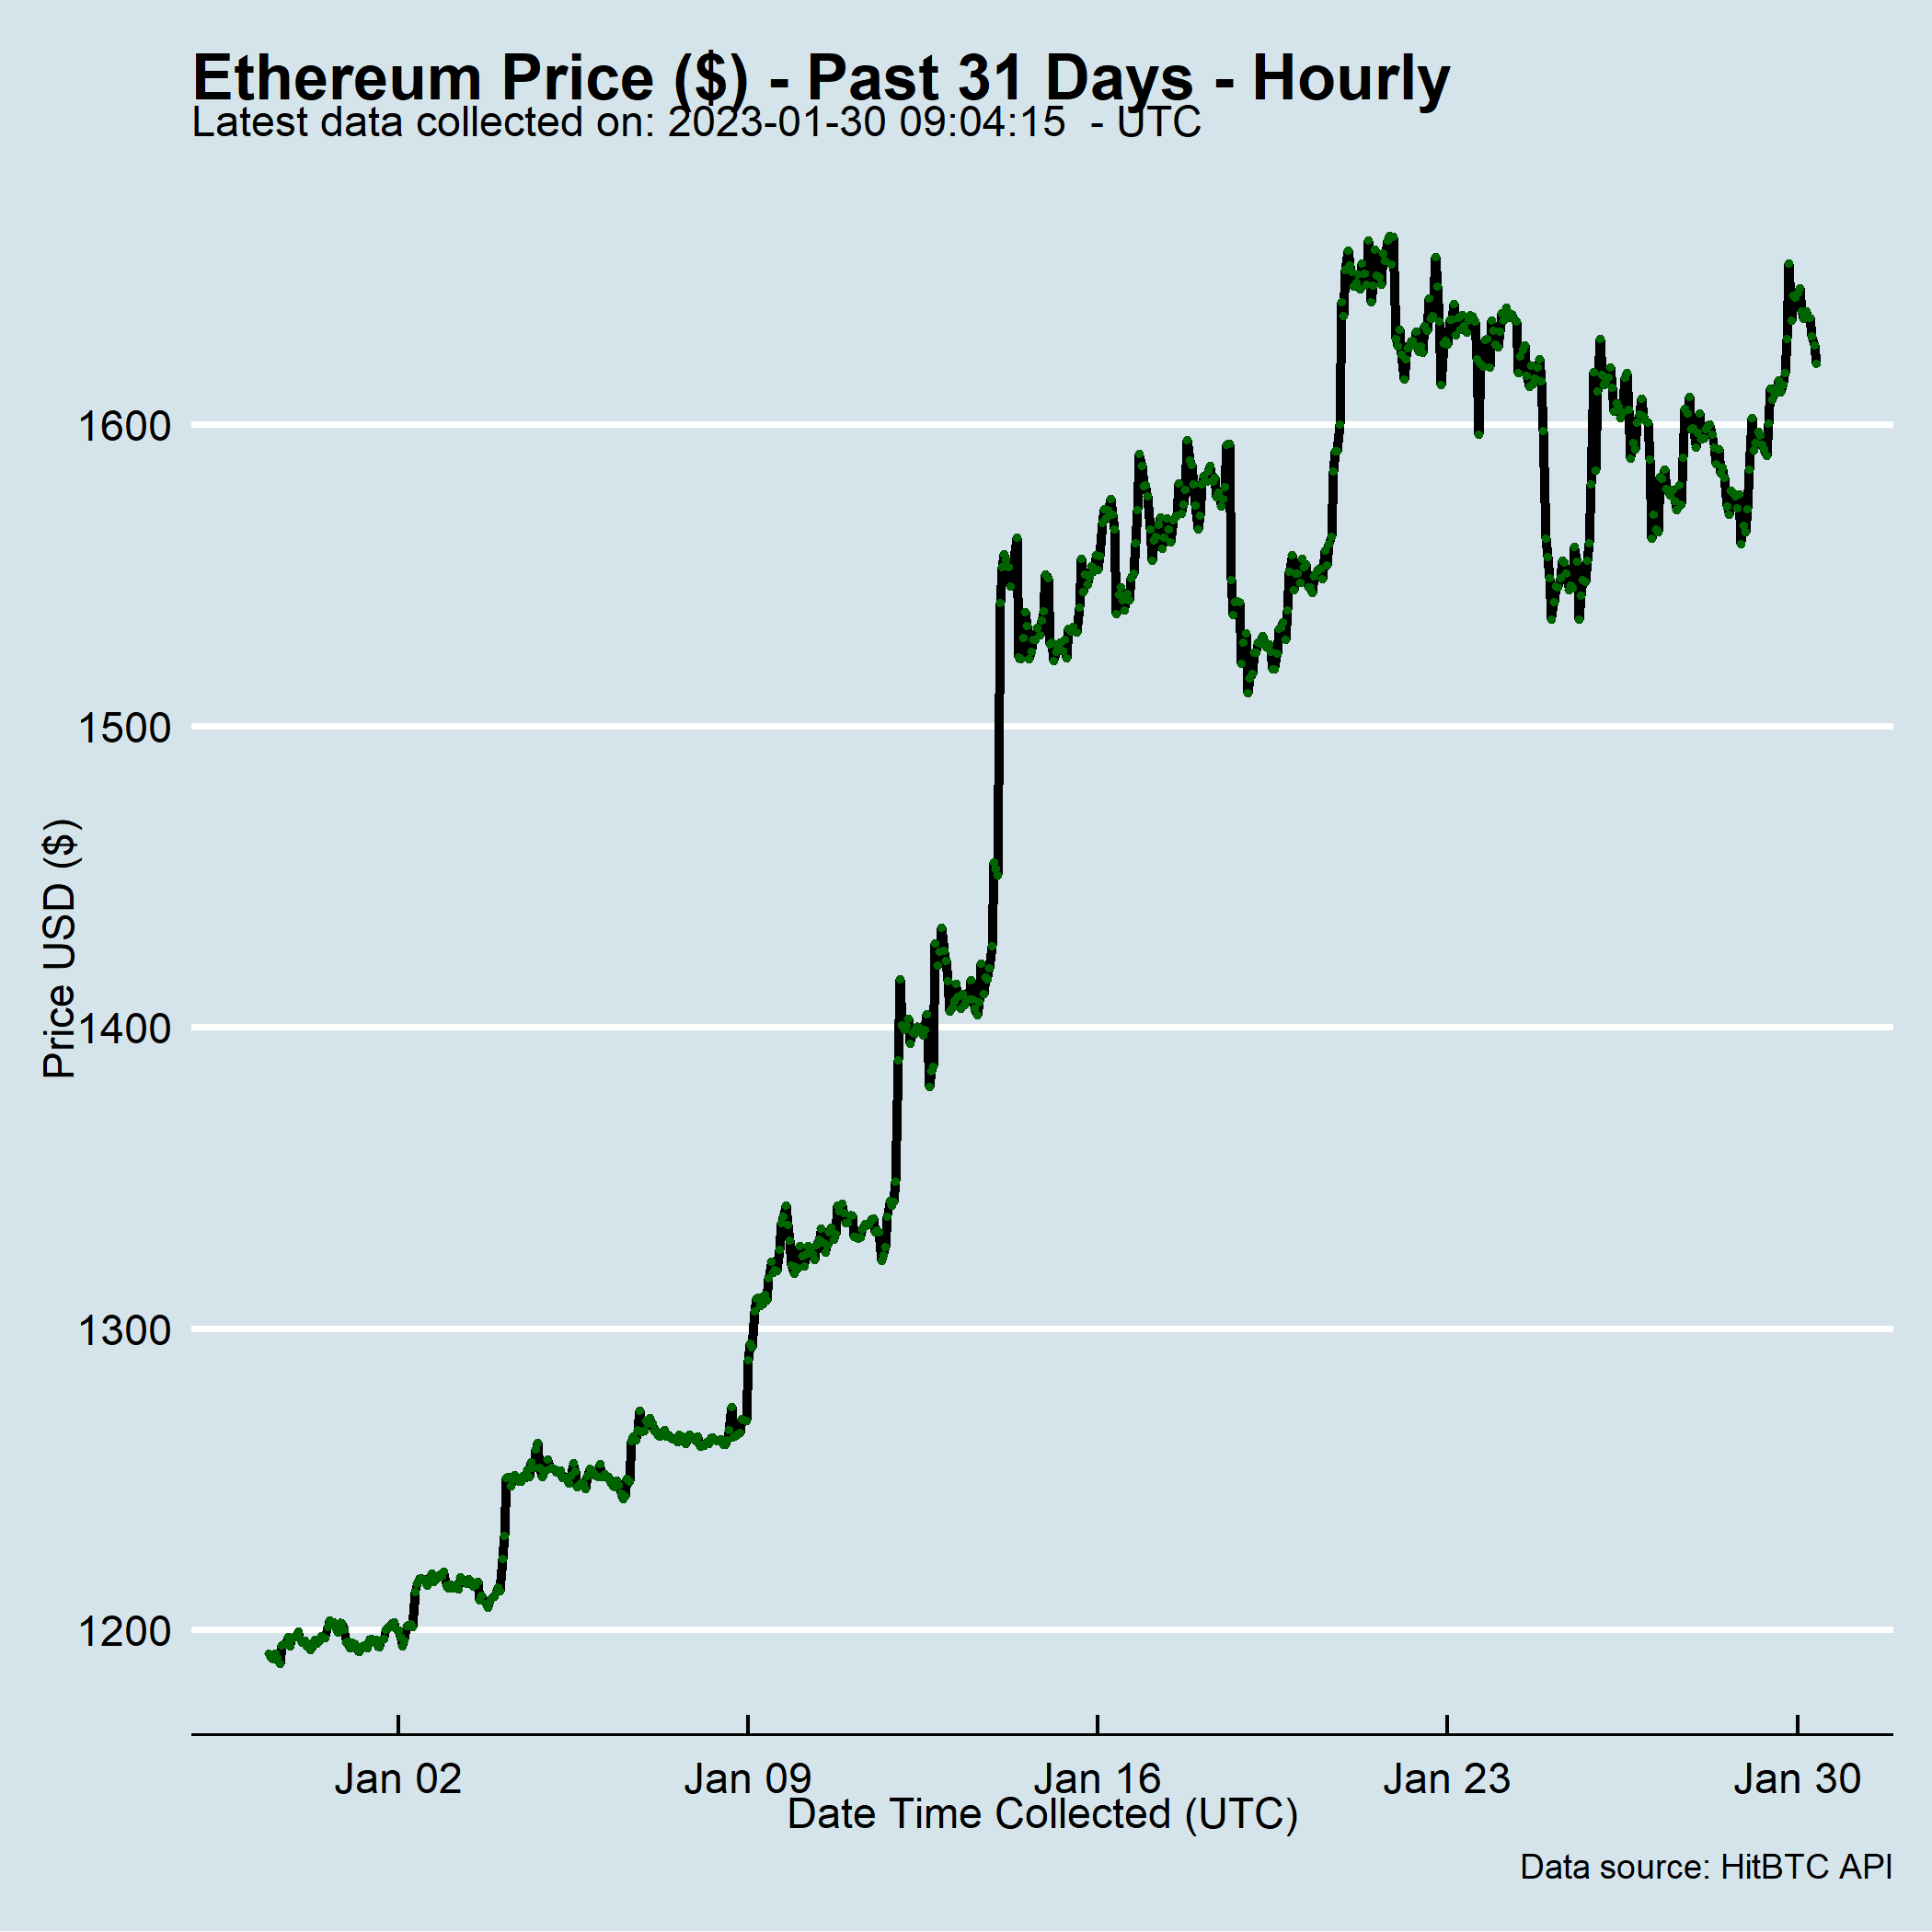 Ethereum Price ($) - Past 31 Days - Hourly
Latest data collected on: 2023-01-30 09:04:15  - UTC
Price USD ($)
1600
1500
1400
1300
1200
Jan 02
Jan 09
Jan 16
Jan 23
Jan 30
Date Time Collected (UTC)
Data source: HitBTC API